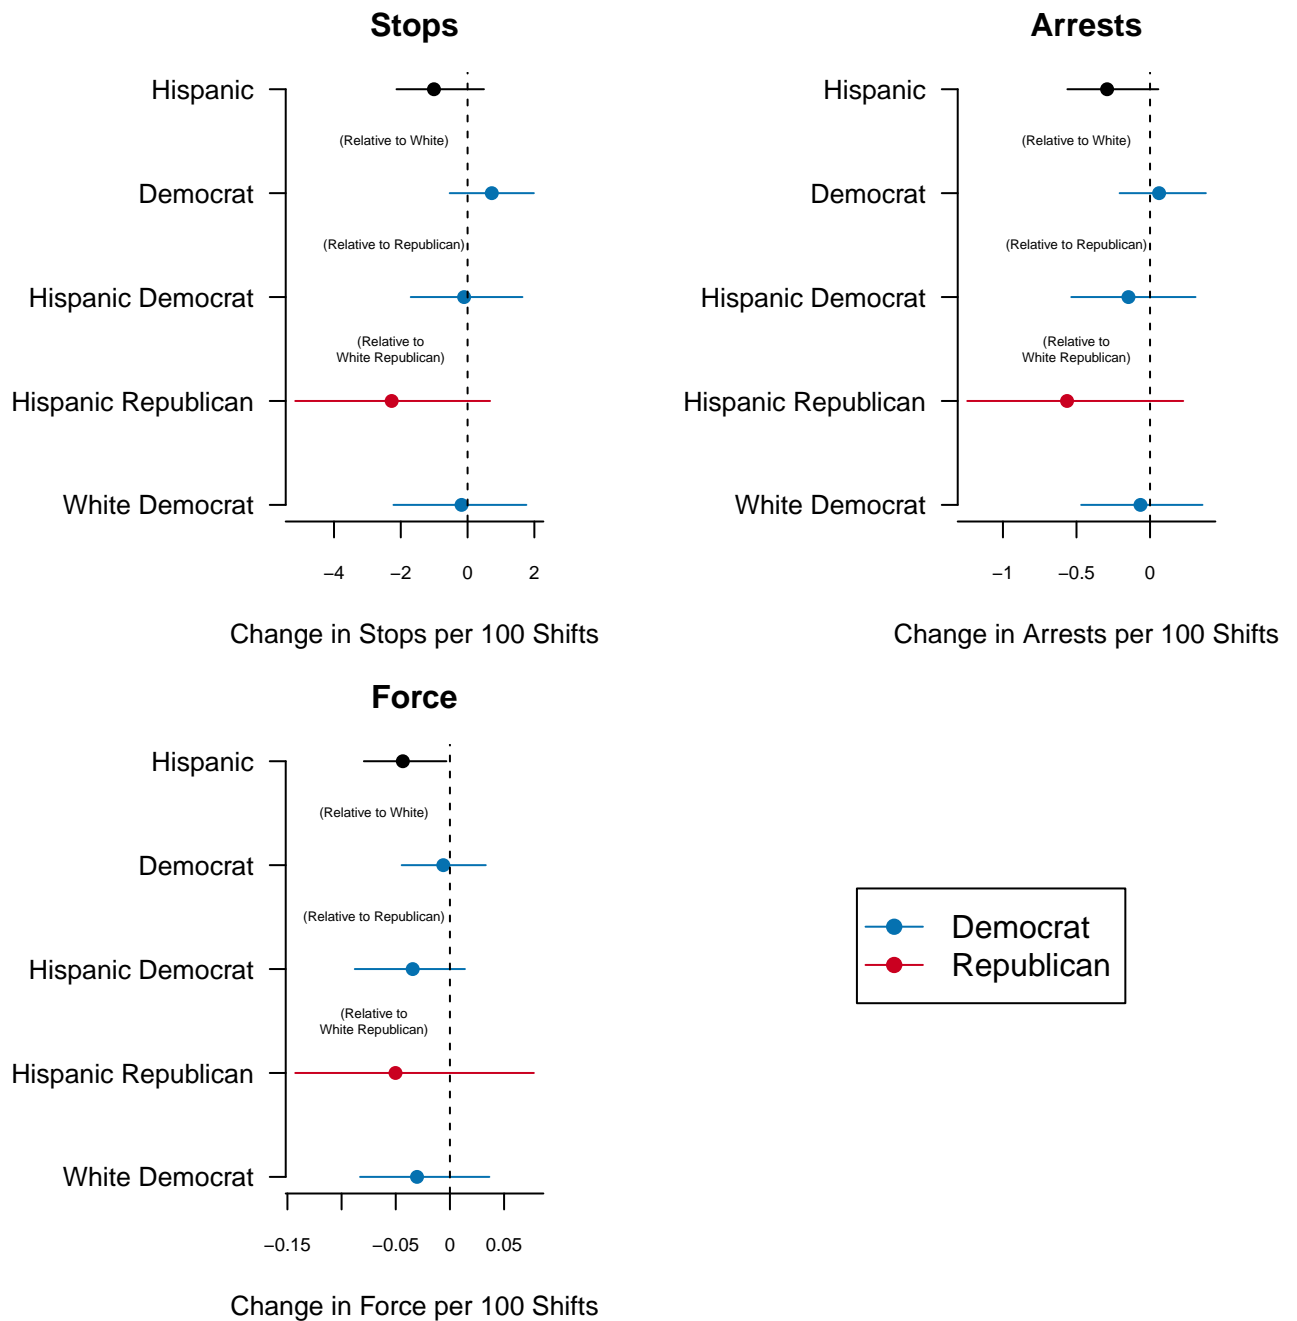 Stops
Hispanic
(Relative to White)
Democrat
(Relative to Republican)
Hispanic Democrat
(Relative to
White Republican)
Hispanic Republican
White Democrat
−4 −2 0 2
Change in Stops per 100 Shifts
Arrests
Hispanic
(Relative to White)
Democrat
(Relative to Republican)
Hispanic Democrat
(Relative to
White Republican)
Hispanic Republican
White Democrat
−1 −0.5 0
Change in Arrests per 100 Shifts
Force
Hispanic
(Relative to White)
Democrat
(Relative to Republican)
Hispanic Democrat
(Relative to
White Republican)
Hispanic Republican
White Democrat
−0.15 −0.05 0 0.05
Change in Force per 100 Shifts
Democrat
Republican